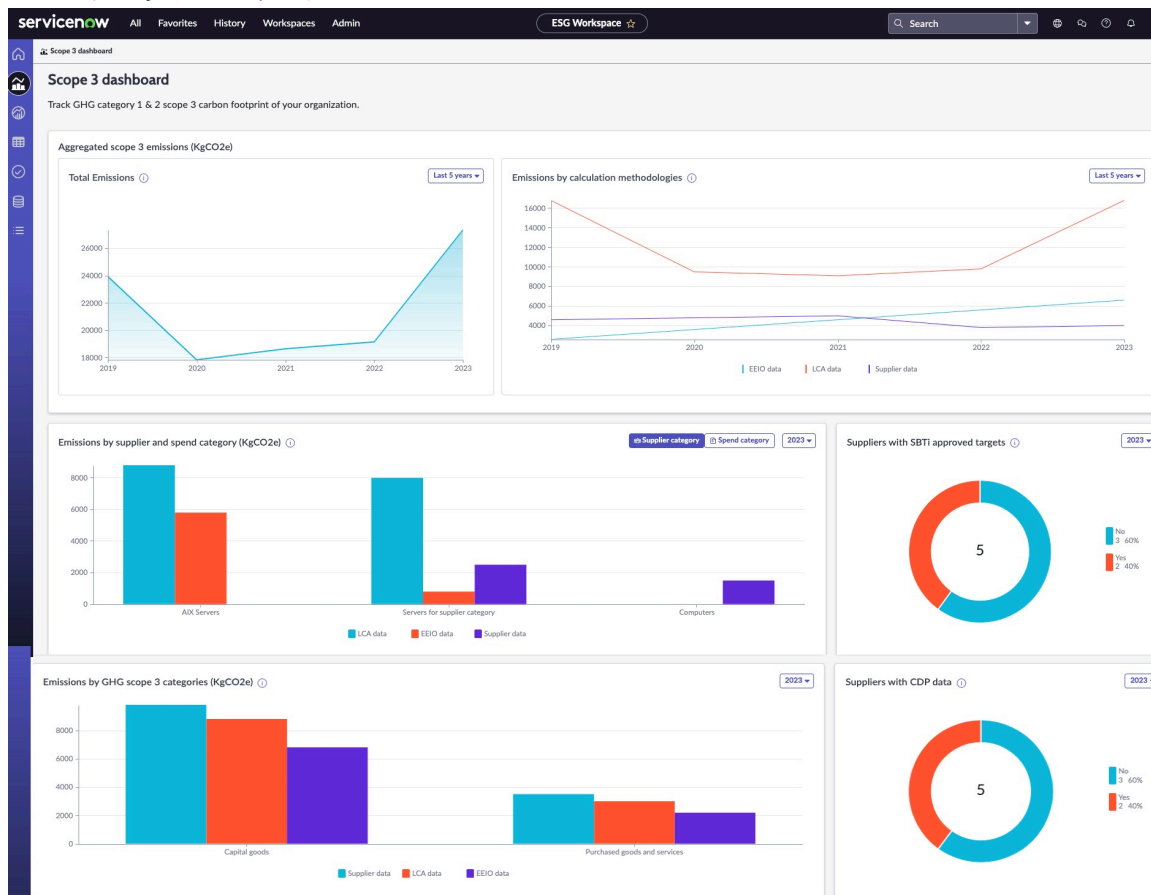 servicenow All Favorites History Workspaces Admin ESG Workspace Search
Scope 3 dashboard
Scope 3 dashboard
Track GHG category 1 & 2 scope 3 carbon footprint of your organization.
Aggregated scope 3 emissions (KgCO2e)
Total Emissions Last 5 years
26000
24000
22000
20000
18000
2019 2020 2021 2022 2023
Emissions by calculation methodologies Last 5 years
16000
14000
12000
10000
8000
6000
4000
2019 2020 2021 2022 2023
EEIO data LCA data Supplier data
Emissions by supplier and spend category (KgCO2e) Supplier category Spend category 2023
8000
6000
4000
2000
0
AIX Servers Servers for supplier category Computers
LCA data EEIO data Supplier data
Suppliers with SBTi approved targets 2023
5
No
3 60%
Yes
2 40%
Emissions by GHG scope 3 categories (KgCO2e) 2023
8000
6000
4000
2000
0
Capital goods Purchased goods and services
Supplier data LCA data EEIO data
Suppliers with CDP data 2023
5
No
3 60%
Yes
2 40%